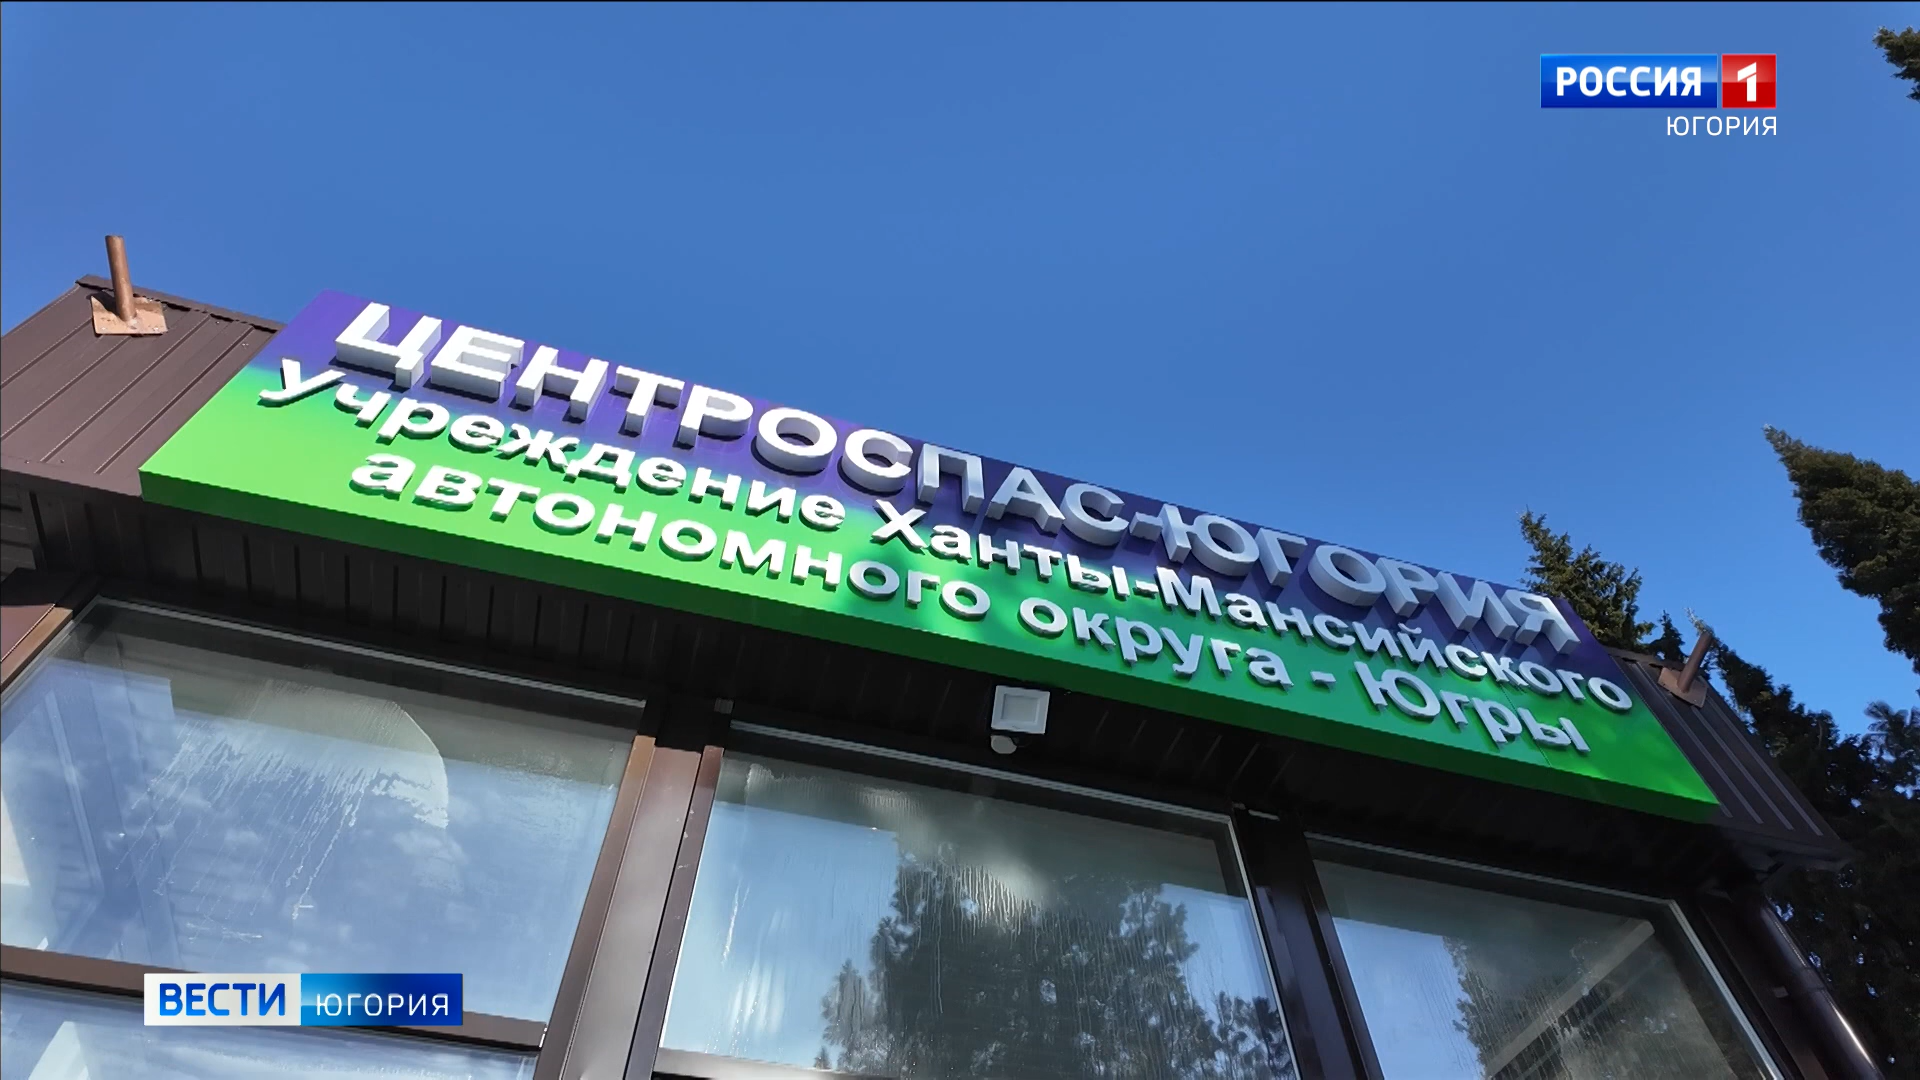 РОССИЯ 1
ЮГОРИЯ
ЦЕНТРОСПАС-ЮГОРИЯ
Учреждение Ханты-Мансийского
автономного округа - Югры
ВЕСТИ ЮГОРИЯ